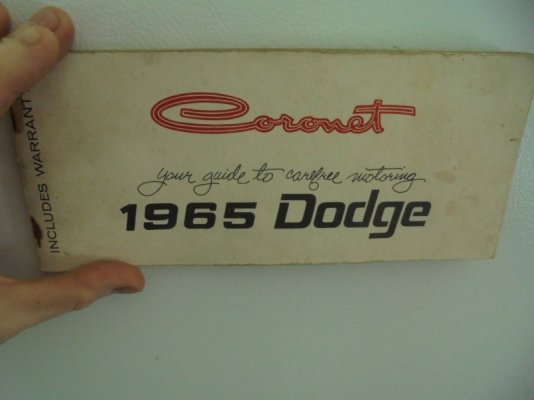 Coronet
your guide to carefree motoring
1965 Dodge
INCLUDES WARRANT